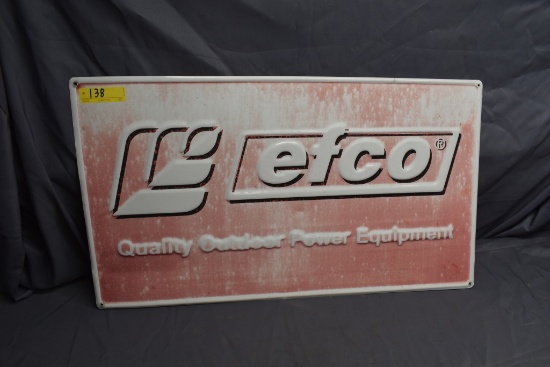 138
efco®
Quality Outdoor Power Equipment